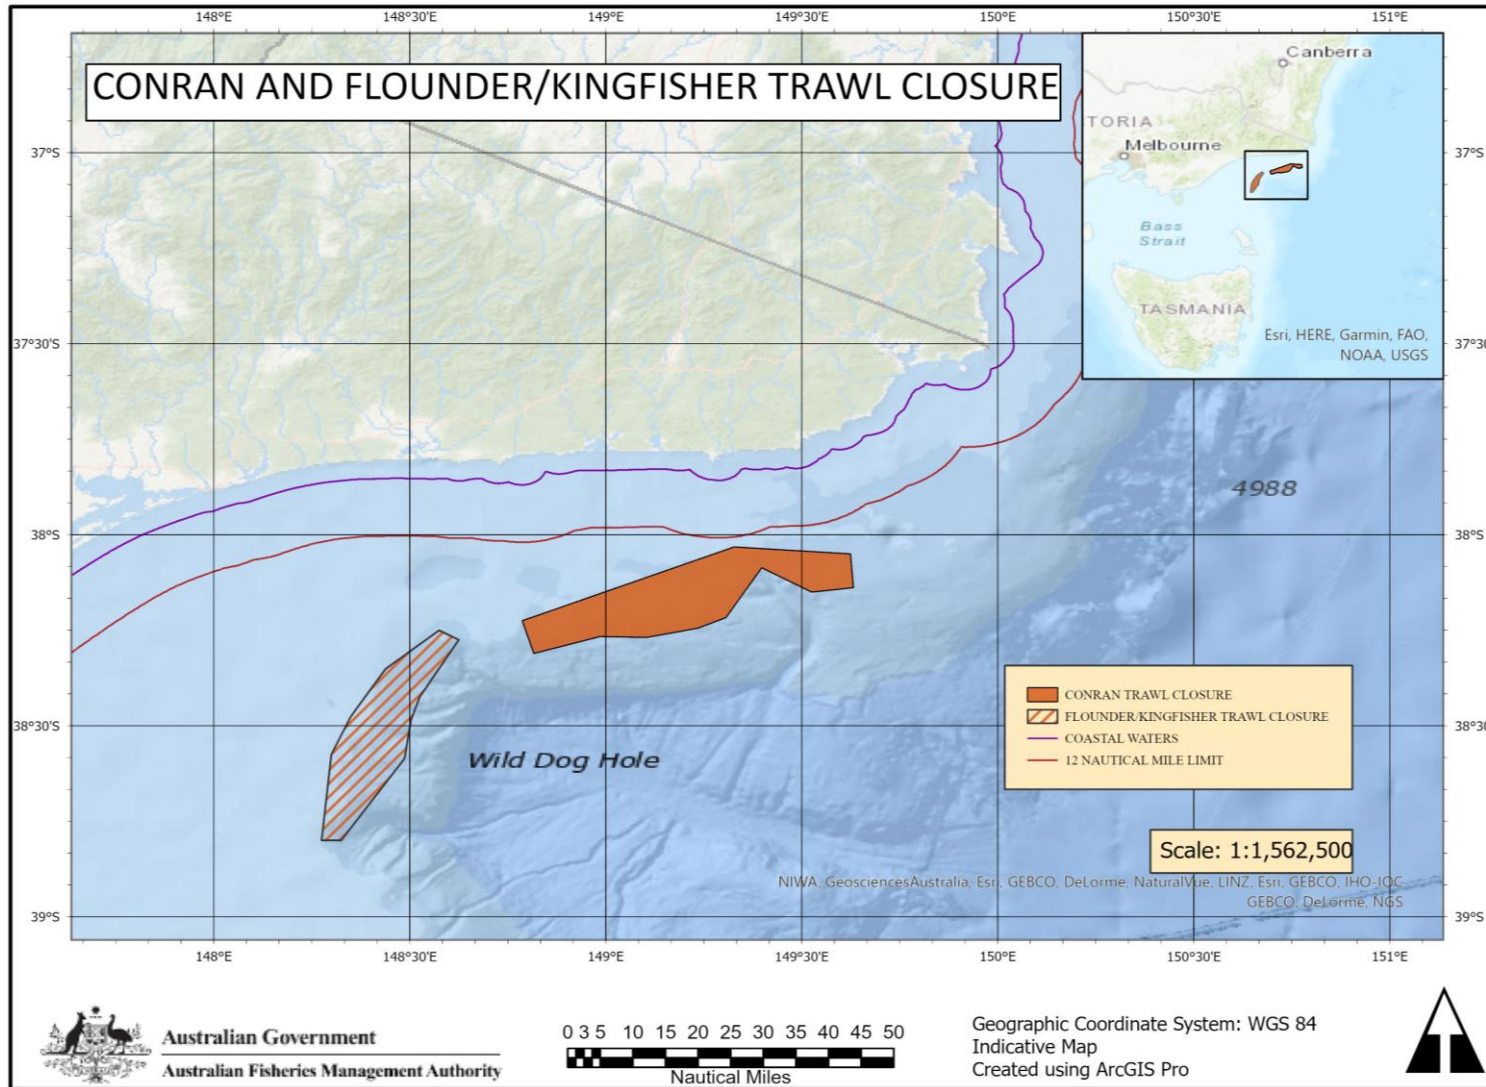 148°E 148°30'E 149°E 149°30'E 150°E 150°30'E 151°E
CONRAN AND FLOUNDER/KINGFISHER TRAWL CLOSURE
Canberra
TORIA
Melbourne
Bass
Strait
TASMANIA
Esri, HERE, Garmin, FAO,
NOAA, USGS
37°S 37°S
37°30'S 37°30'
4988
38°S 38°S
38°30'S 38°30'
Wild Dog Hole
CONRAN TRAWL CLOSURE
FLOUNDER/KINGFISHER TRAWL CLOSURE
COASTAL WATERS
12 NAUTICAL MILE LIMIT
Scale: 1:1,562,500
NIWA, GeosciencesAustralia, Esri, GEBCO, DeLorme, NaturalVue, LINZ, Esri, GEBCO, IHO-IOC
GEBCO, DeLorme, NGS
39°S 39°S
148°E 148°30'E 149°E 149°30'E 150°E 150°30'E 151°E
Australian Government
Australian Fisheries Management Authority
0 3 5 10 15 20 25 30 35 40 45 50
Nautical Miles
Geographic Coordinate System: WGS 84
Indicative Map
Created using ArcGIS Pro